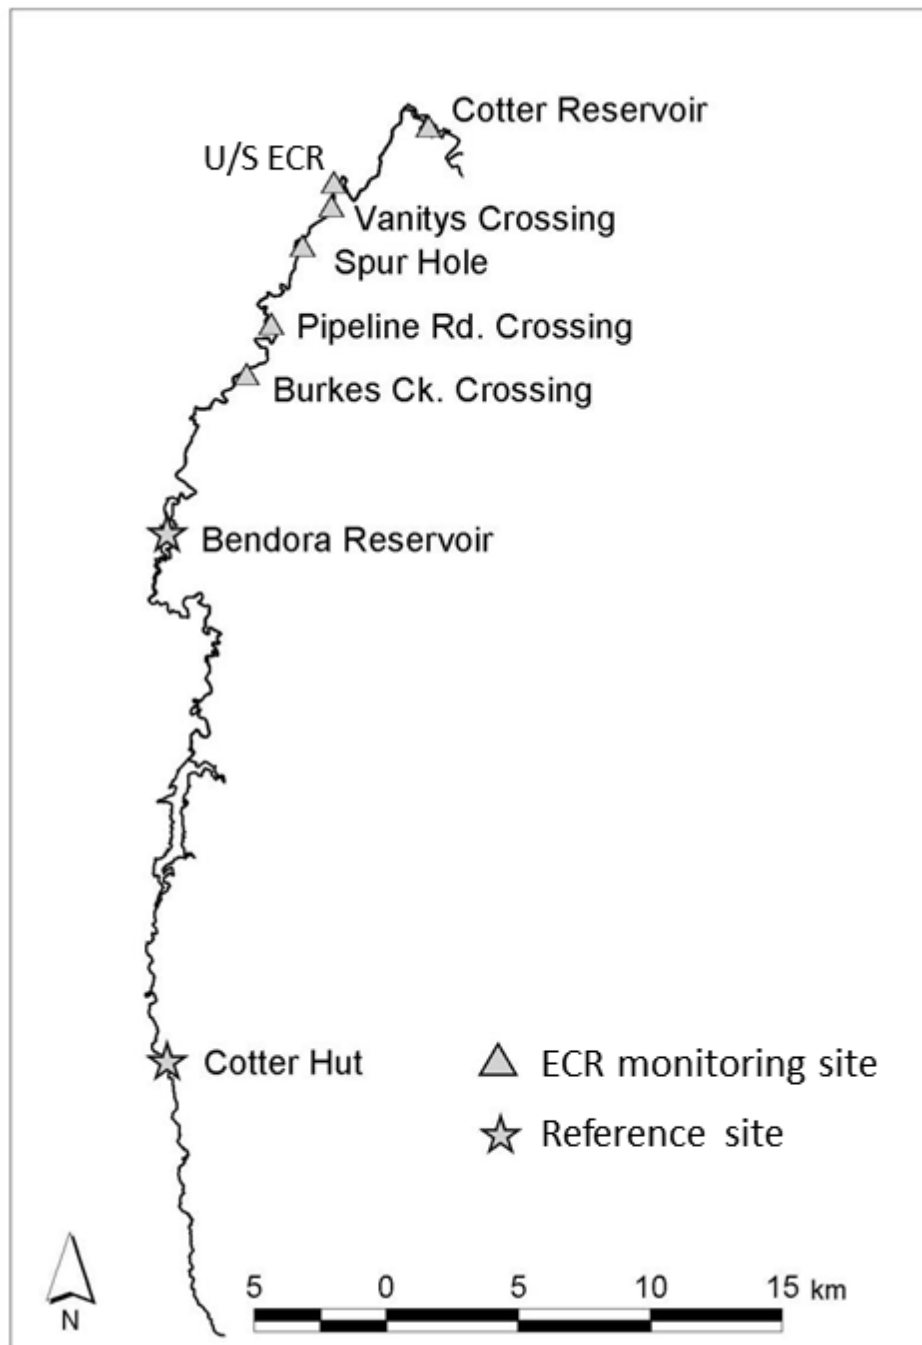 Cotter Reservoir
U/S ECR
Vanitys Crossing
Spur Hole
Pipeline Rd. Crossing
Burkes Ck. Crossing
Bendora Reservoir
Cotter Hut
ECR monitoring site
Reference site
N
5 0 5 10 15 km